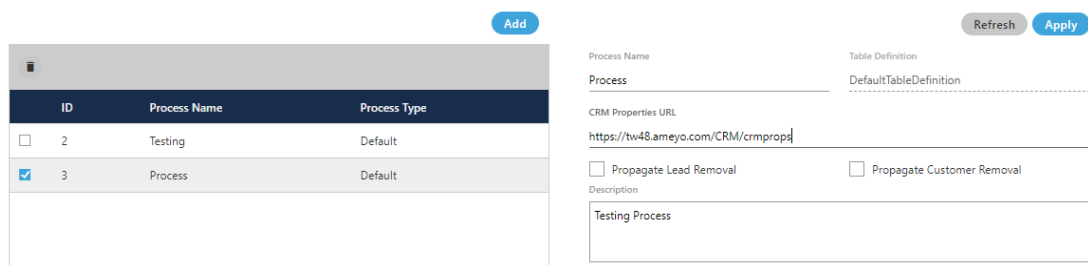 Add
ID Process Name Process Type
2 Testing Default
3 Process Default
Refresh Apply
Process Name Table Definition
Process DefaultTableDefinition
CRM Properties URL
https://tw48.ameyo.com/CRM/crmprops
Propagate Lead Removal Propagate Customer Removal
Description
Testing Process